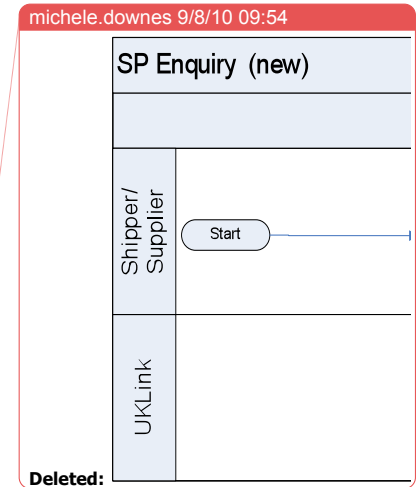 michele.downes 9/8/10 09:54
SP Enquiry (new)
Shipper/
Supplier
Start
UKLink
Deleted: